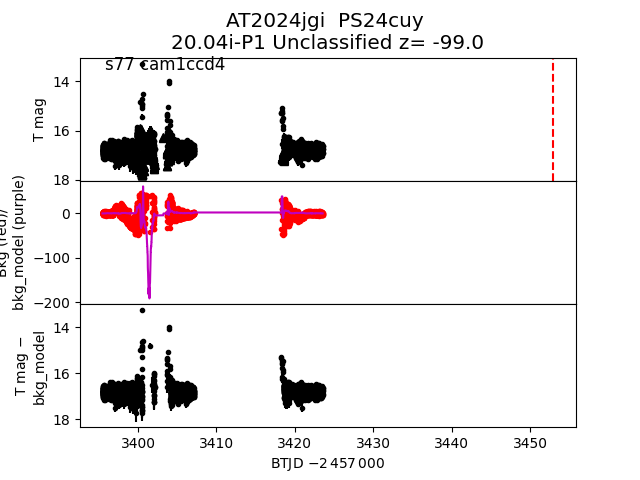 AT2024jgi PS24cuy
20.04i-P1 Unclassified z= -99.0
s77 cam1ccd4
T mag
14
16
18
Bkg (red)/
bkg_model (purple)
0
−100
−200
T mag −
bkg_model
14
16
18
3400 3410 3420 3430 3440 3450
BTJD −2 457 000